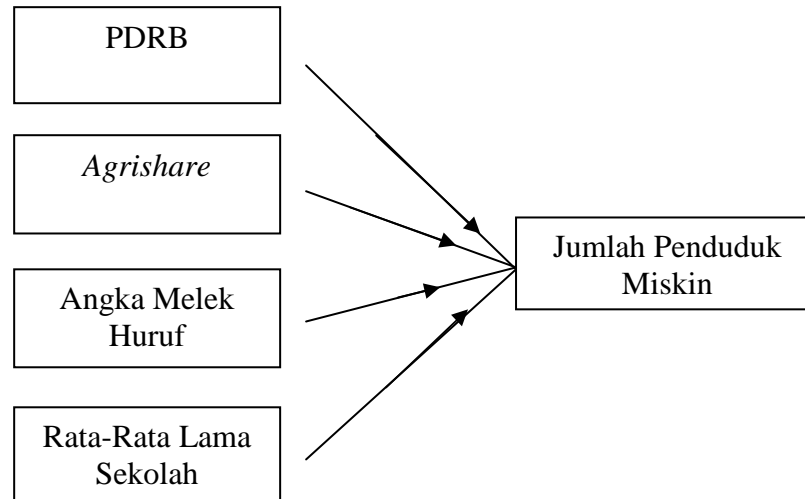 PDRB
Agrishare
Angka Melek
Huruf
Rata-Rata Lama
Sekolah
Jumlah Penduduk
Miskin